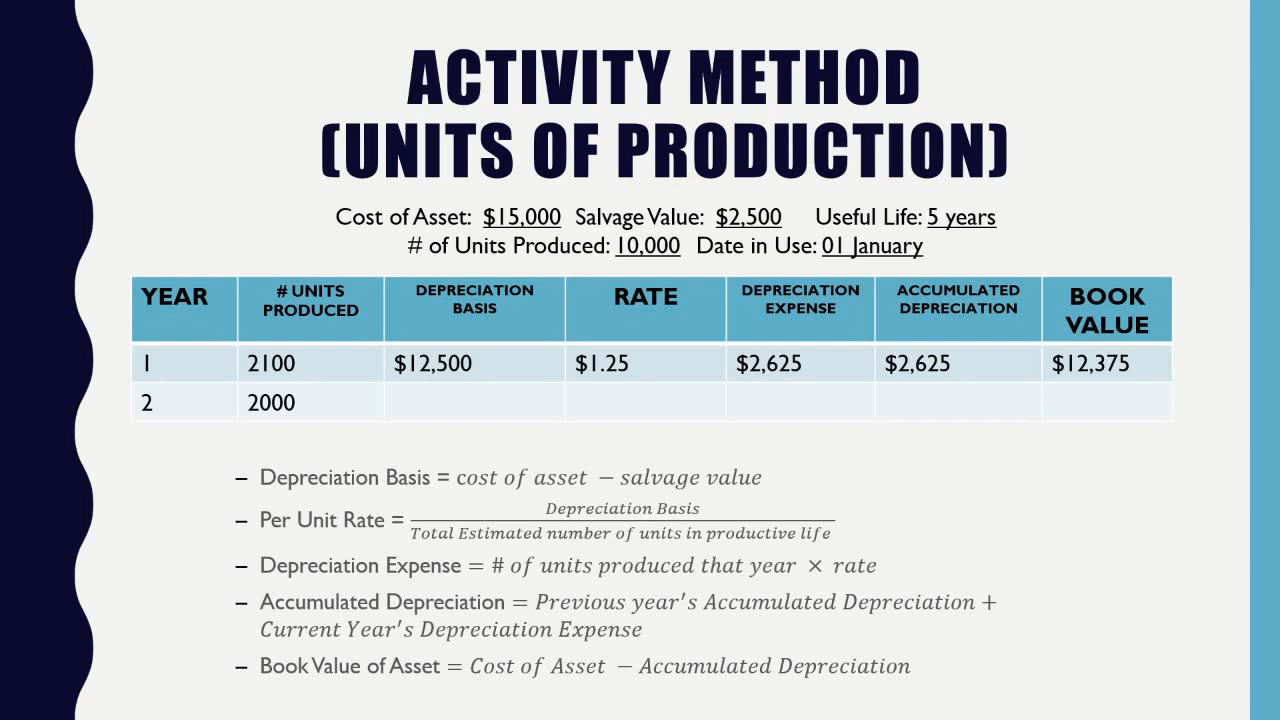 ACTIVITY METHOD
(UNITS OF PRODUCTION)
Cost of Asset: $15,000 Salvage Value: $2,500 Useful Life: 5 years
# of Units Produced: 10,000 Date in Use: 01 January
YEAR # UNITS PRODUCED DEPRECIATION BASIS RATE DEPRECIATION EXPENSE ACCUMULATED DEPRECIATION BOOK VALUE
1 2100 $12,500 $1.25 $2,625 $2,625 $12,375
2 2000
– Depreciation Basis = cost of asset − salvage value
– Per Unit Rate = Depreciation Basis
Total Estimated number of units in productive life
– Depreciation Expense = # of units produced that year × rate
– Accumulated Depreciation = Previous year's Accumulated Depreciation +
Current Year's Depreciation Expense
– Book Value of Asset = Cost of Asset − Accumulated Depreciation